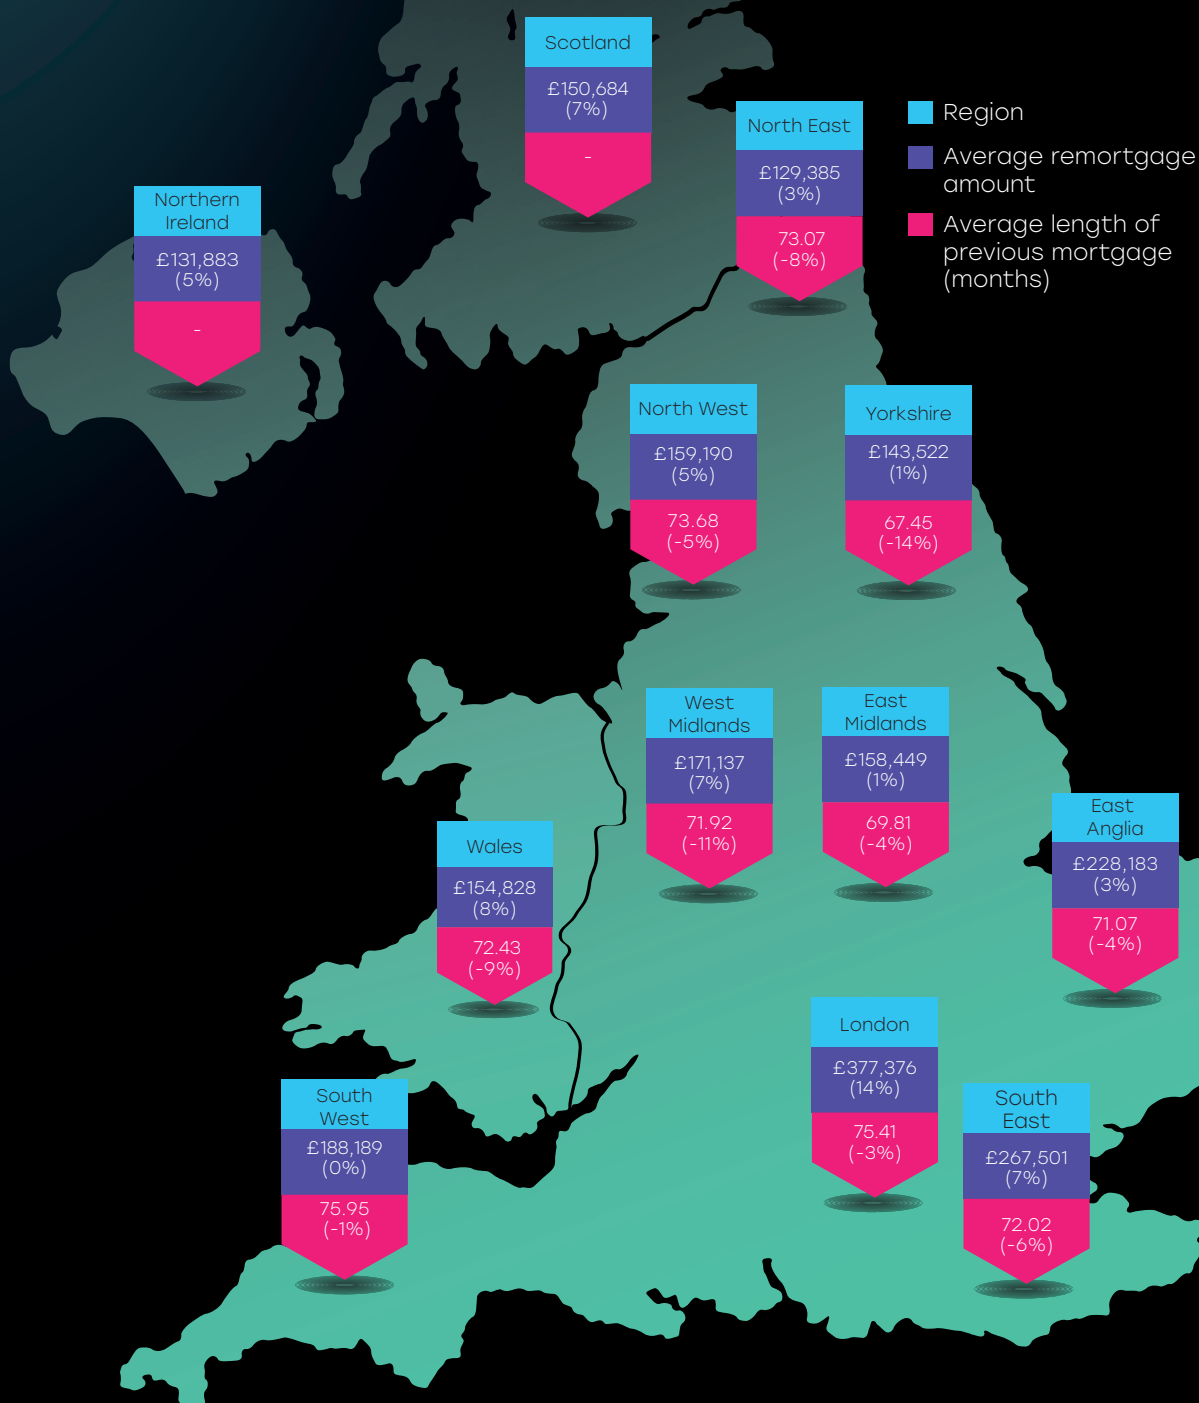 Scotland
£150,684
(7%)
-
North East
£129,385
(3%)
73.07
(-8%)
Region
Average remortgage
amount
Average length of
previous mortgage
(months)
Northern
Ireland
£131,883
(5%)
-
North West
£159,190
(5%)
73.68
(-5%)
Yorkshire
£143,522
(1%)
67.45
(-14%)
West
Midlands
£171,137
(7%)
71.92
(-11%)
East
Midlands
£158,449
(1%)
69.81
(-4%)
East
Anglia
£228,183
(3%)
71.07
(-4%)
Wales
£154,828
(8%)
72.43
(-9%)
London
£377,376
(14%)
75.41
(-3%)
South
West
£188,189
(0%)
75.95
(-1%)
South
East
£267,501
(7%)
72.02
(-6%)